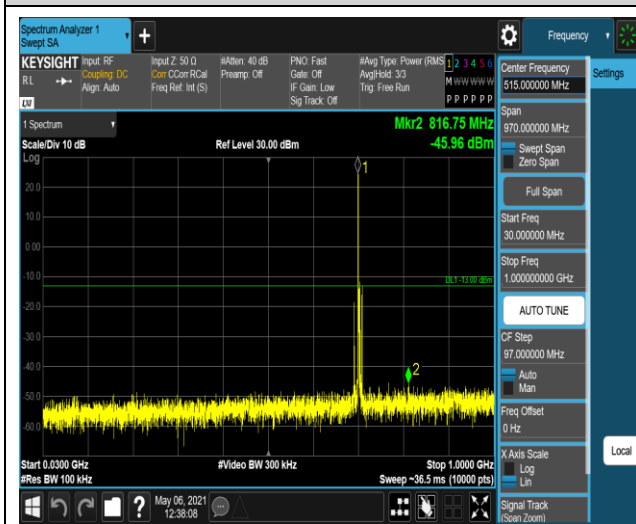 Spectrum Analyzer 1
Swept SA
+
Frequency
KEYSIGHT
RL
LXI
Input: RF
Coupling: DC
Align: Auto
Input Z: 50 Ω
Corr CCorr RCal
Freq Ref: Int (S)
#Atten: 40 dB
Preamp: Off
PNO: Fast
Gate: Off
IF Gain: Low
Sig Track: Off
#Avg Type: Power (RMS
Avg|Hold: 3/3
Trig: Free Run
1 2 3 4 5 6
M W W W W W
P P P P P P
1 Spectrum
Scale/Div 10 dB
Log
Ref Level 30.00 dBm
Mkr2 816.75 MHz
-45.96 dBm
1
20.0
10.0
0.00
-10.0
DL1 -13.00 dBm
-20.0
-30.0
-40.0
2
-50.0
-60.0
Start 0.0300 GHz
#Res BW 100 kHz
#Video BW 300 kHz
Stop 1.0000 GHz
Sweep ~36.5 ms (10000 pts)
May 06, 2021
12:38:08
?
Center Frequency
515.000000 MHz
Settings
Span
970.000000 MHz
Swept Span
Zero Span
Full Span
Start Freq
30.000000 MHz
Stop Freq
1.000000000 GHz
AUTO TUNE
CF Step
97.000000 MHz
Auto
Man
Freq Offset
0 Hz
X Axis Scale
Log
Lin
Local
Signal Track
(Span Zoom)